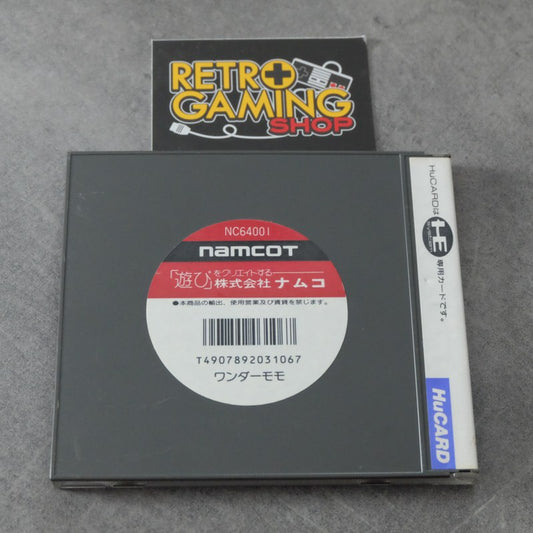 RETRO
GAMING
SHOP
NC64001
namcot
「遊び」をクリエイトする
株式会社 ナムコ
●本商品の輸出、使用営業及び賃貸を禁じます。
T4907892031067
ワンダーモモ
HuCARDは HE 専用カードです。
HuCARD